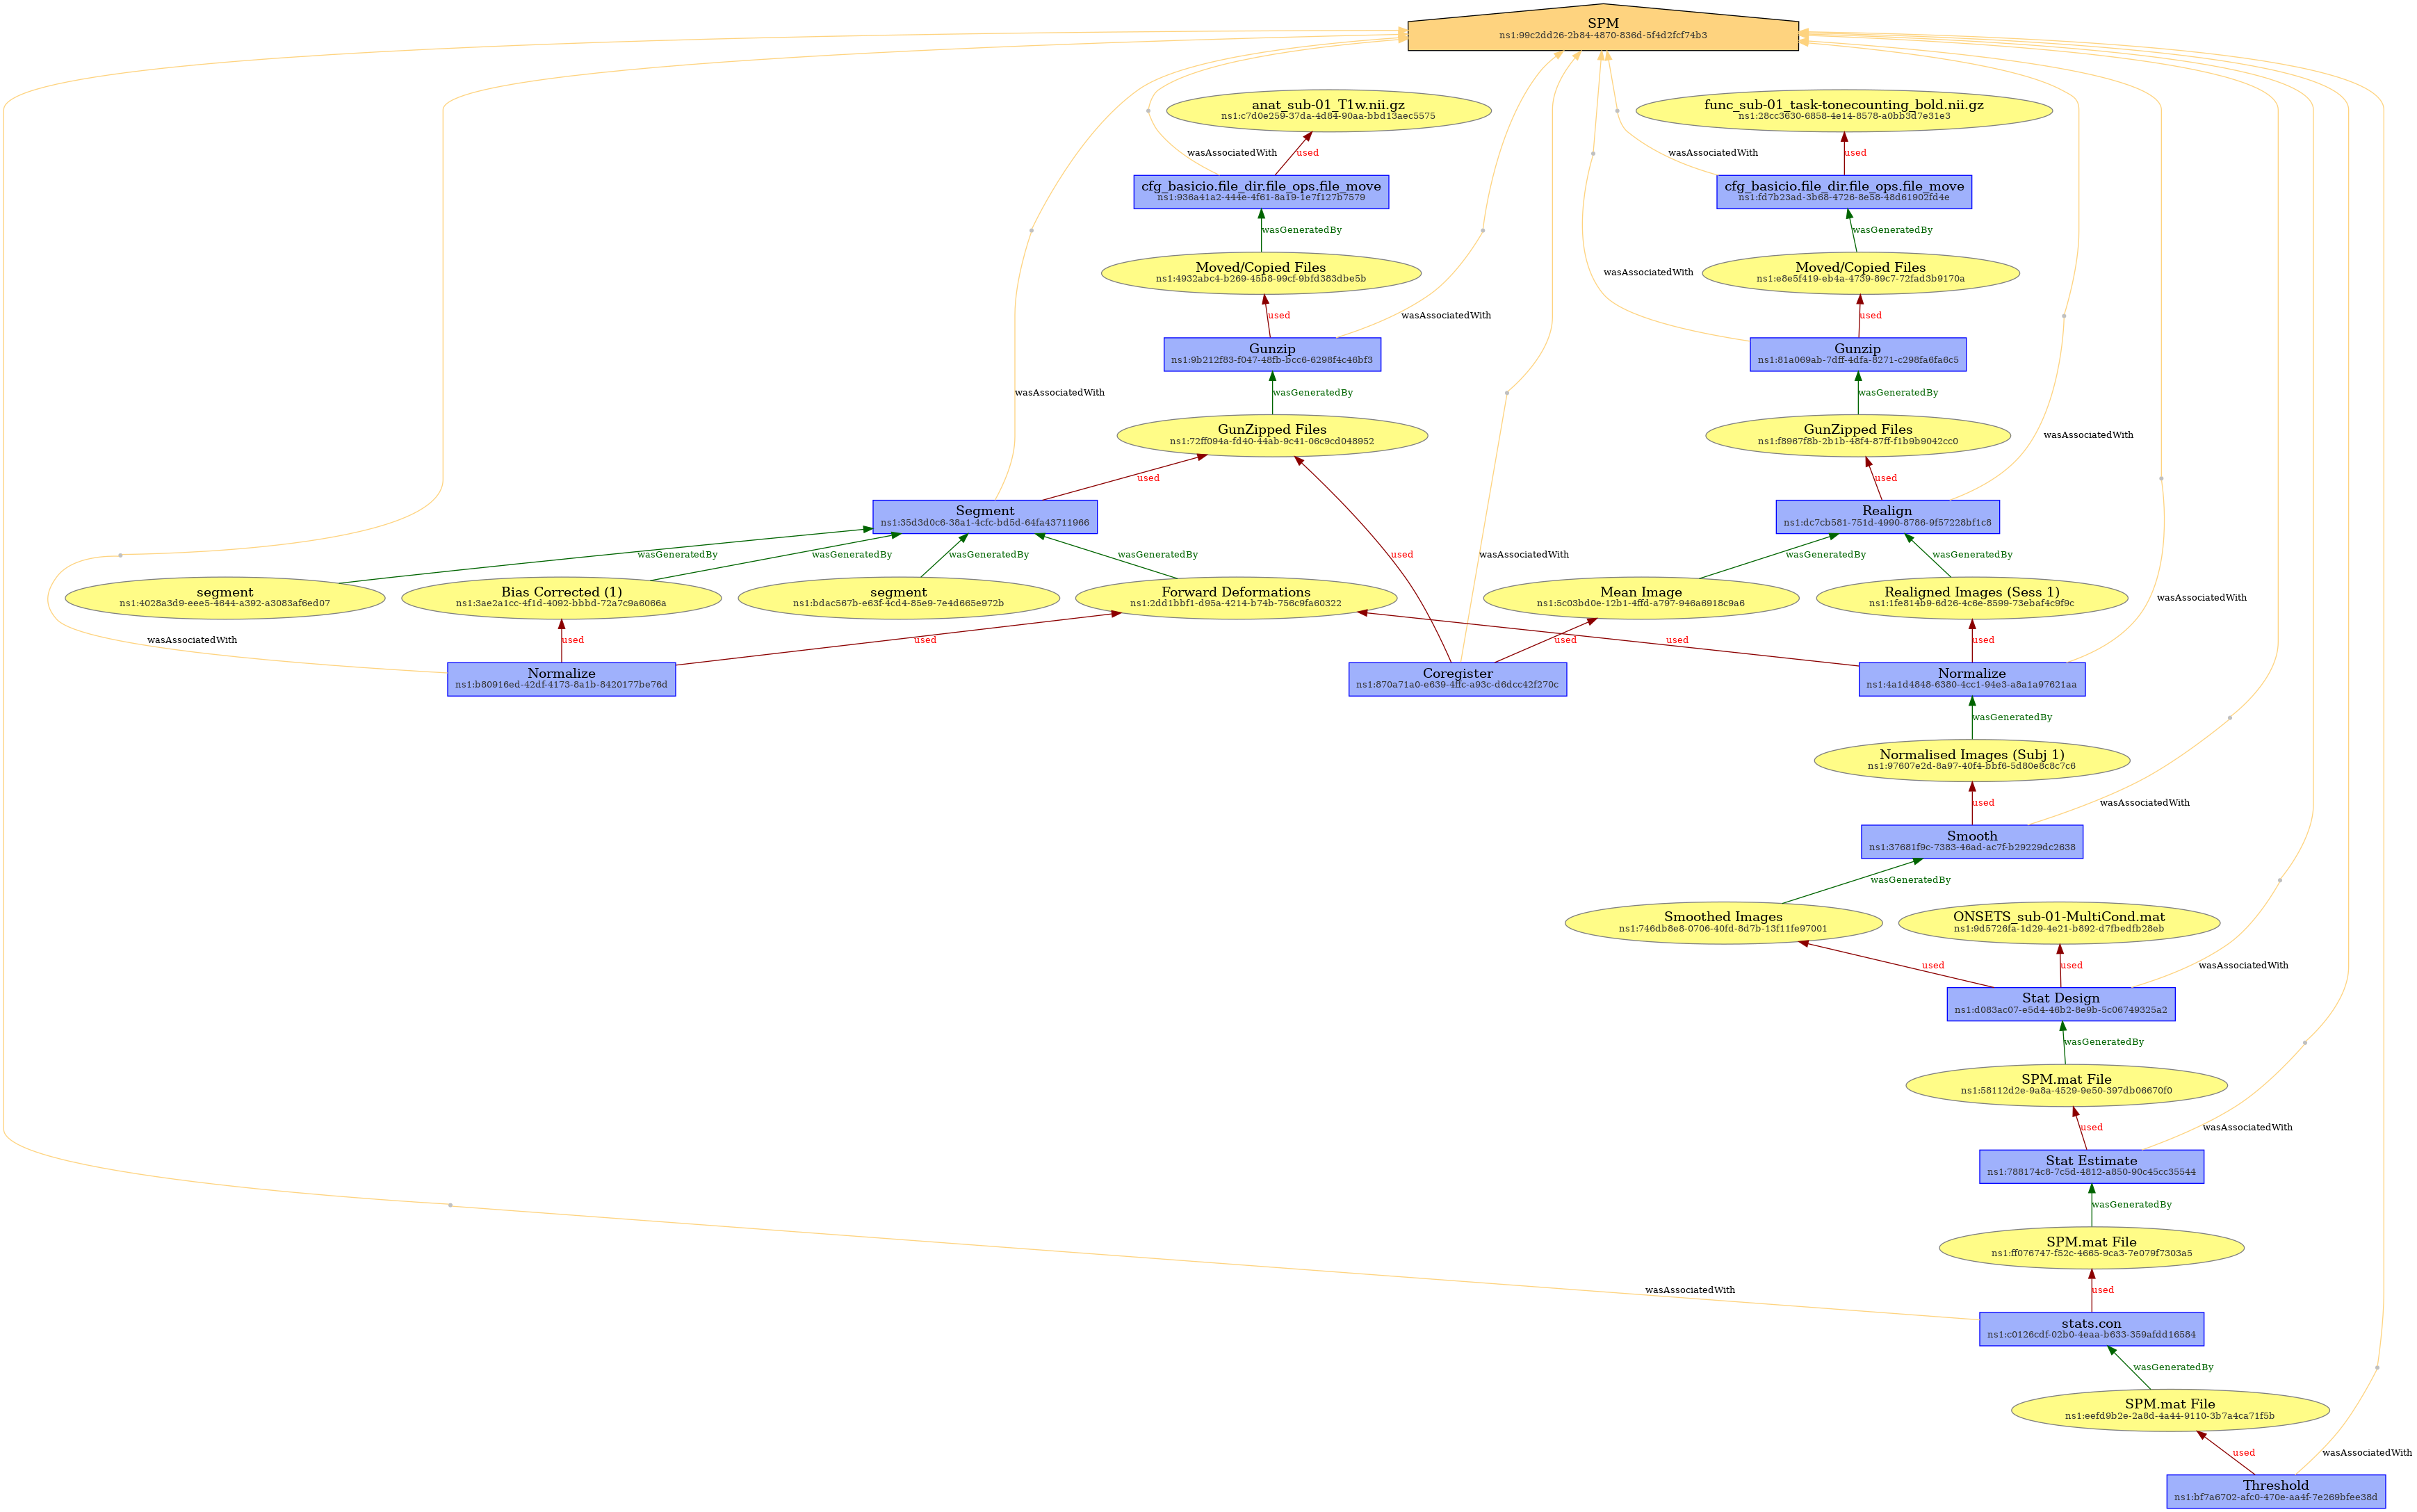 SPM
ns1:99c2dd26-2b84-4870-836d-5f4d2fcf74b3
anat_sub-01_T1w.nii.gz
ns1:c7d0e259-37da-4d84-90aa-bbd13aec5575
func_sub-01_task-tonecounting_bold.nii.gz
ns1:28cc3630-6858-4e14-8578-a0bb3d7e31e3
wasAssociatedWith
used
wasAssociatedWith
used
cfg_basicio.file_dir.file_ops.file_move
ns1:936a41a2-444e-4f61-8a19-1e7f127b7579
cfg_basicio.file_dir.file_ops.file_move
ns1:fd7b23ad-3b68-4726-8e58-48d61902fd4e
wasGeneratedBy
wasGeneratedBy
Moved/Copied Files
ns1:4932abc4-b269-45b8-99cf-9bfd383dbe5b
wasAssociatedWith
Moved/Copied Files
ns1:e8e5f419-eb4a-4739-89c7-72fad3b9170a
used
wasAssociatedWith
used
Gunzip
ns1:9b212f83-f047-48fb-bcc6-6298f4c46bf3
Gunzip
ns1:81a069ab-7dff-4dfa-8271-c298fa6fa6c5
wasAssociatedWith
wasGeneratedBy
wasGeneratedBy
GunZipped Files
ns1:72ff094a-fd40-44ab-9c41-06c9cd048952
GunZipped Files
ns1:f8967f8b-2b1b-48f4-87ff-f1b9b9042cc0
wasAssociatedWith
used
used
Segment
ns1:35d3d0c6-38a1-4cfc-bd5d-64fa43711966
Realign
ns1:dc7cb581-751d-4990-8786-9f57228bf1c8
wasGeneratedBy
wasGeneratedBy
wasGeneratedBy
wasGeneratedBy
used
wasAssociatedWith
wasGeneratedBy
wasGeneratedBy
segment
ns1:4028a3d9-eee5-4644-a392-a3083af6ed07
Bias Corrected (1)
ns1:3ae2a1cc-4f1d-4092-bbbd-72a7c9a6066a
segment
ns1:bdac567b-e63f-4cd4-85e9-7e4d665e972b
Forward Deformations
ns1:2dd1bbf1-d95a-4214-b74b-756c9fa60322
Mean Image
ns1:5c03bd0e-12b1-4ffd-a797-946a6918c9a6
Realigned Images (Sess 1)
ns1:1fe814b9-6d26-4c6e-8599-73ebaf4c9f9c
wasAssociatedWith
wasAssociatedWith
used
used
used
used
used
Normalize
ns1:b80916ed-42df-4173-8a1b-8420177be76d
Coregister
ns1:870a71a0-e639-4ffc-a93c-d6dcc42f270c
Normalize
ns1:4a1d4848-6380-4cc1-94e3-a8a1a97621aa
wasGeneratedBy
Normalised Images (Subj 1)
ns1:97607e2d-8a97-40f4-bbf6-5d80e8c8c7c6
used
wasAssociatedWith
Smooth
ns1:37681f9c-7383-46ad-ac7f-b29229dc2638
wasGeneratedBy
Smoothed Images
ns1:746db8e8-0706-40fd-8d7b-13f11fe97001
ONSETS_sub-01-MultiCond.mat
ns1:9d5726fa-1d29-4e21-b892-d7fbedfb28eb
used
used
wasAssociatedWith
Stat Design
ns1:d083ac07-e5d4-46b2-8e9b-5c06749325a2
wasGeneratedBy
SPM.mat File
ns1:58112d2e-9a8a-4529-9e50-397db06670f0
used
wasAssociatedWith
Stat Estimate
ns1:788174c8-7c5d-4812-a850-90c45cc35544
wasGeneratedBy
SPM.mat File
ns1:ff076747-f52c-4665-9ca3-7e079f7303a5
wasAssociatedWith
used
stats.con
ns1:c0126cdf-02b0-4eaa-b633-359afdd16584
wasGeneratedBy
SPM.mat File
ns1:eefd9b2e-2a8d-4a44-9110-3b7a4ca71f5b
used
wasAssociatedWith
Threshold
ns1:bf7a6702-afc0-470e-aa4f-7e269bfee38d